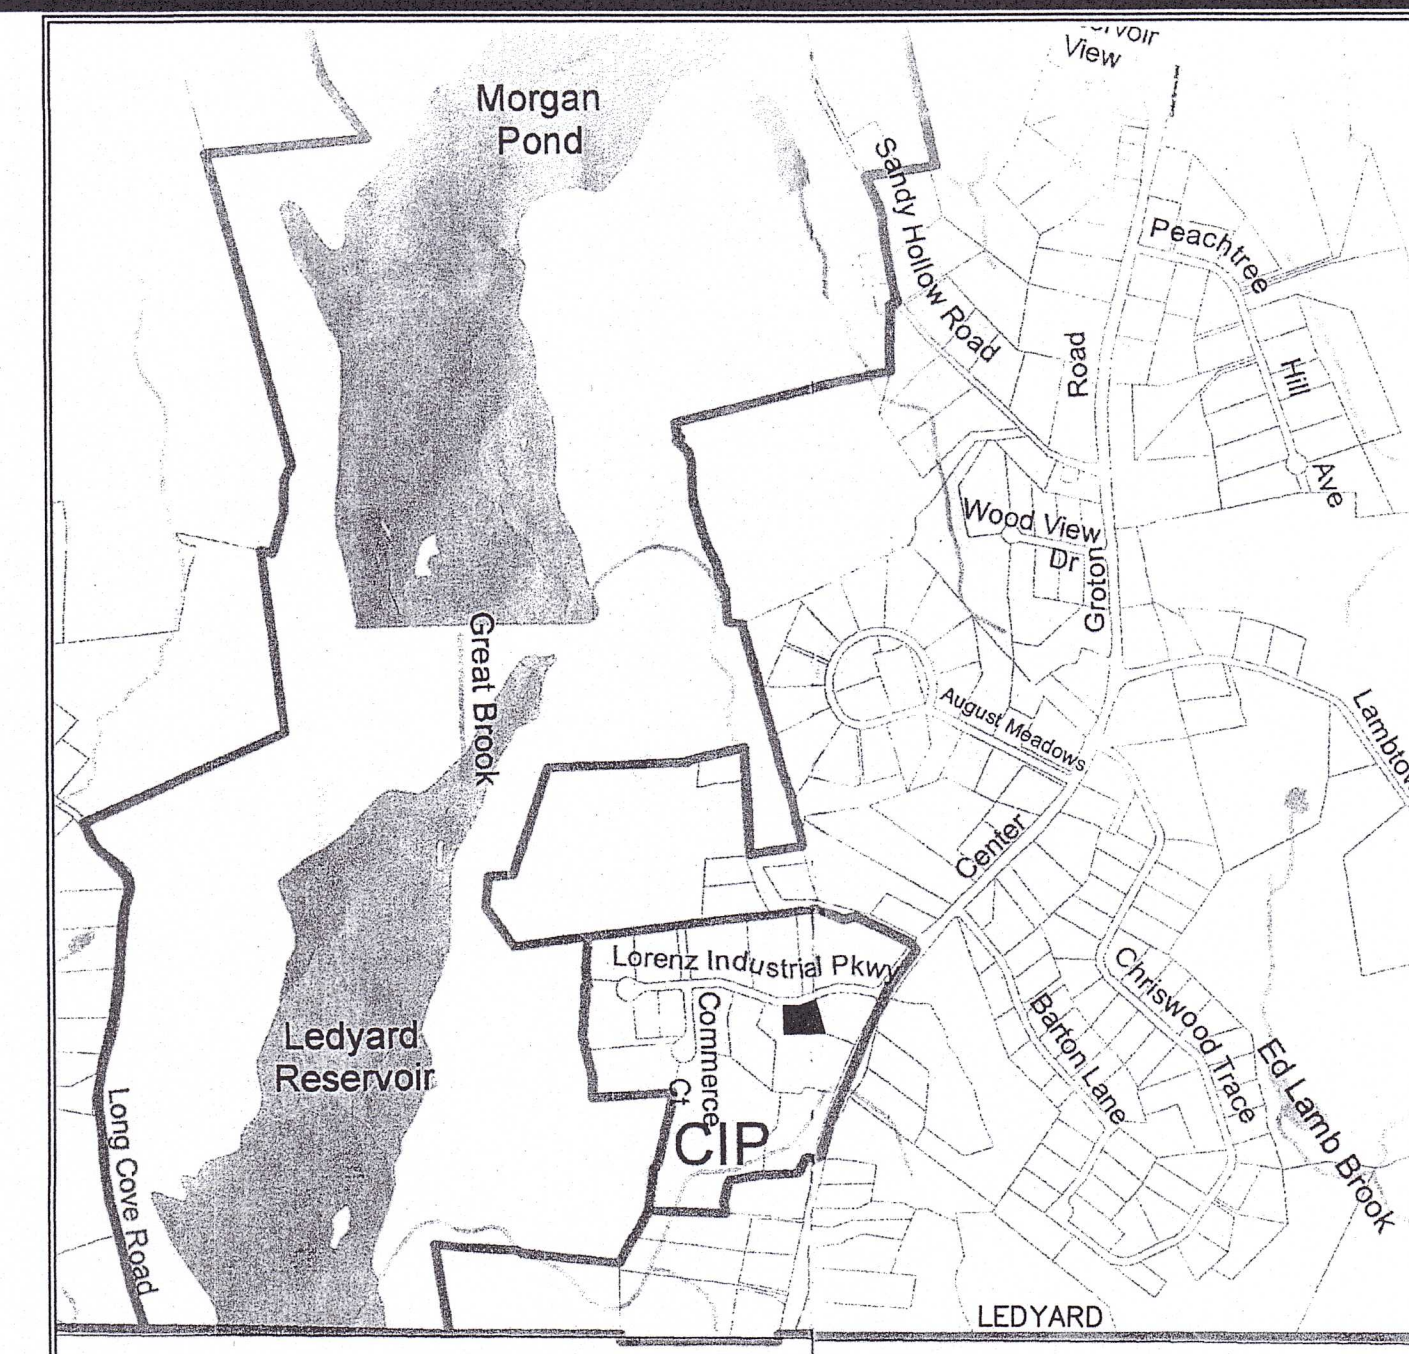 View
Morgan
Pond
Sandy Hollow Road
Peachtree
Hill
Ave
Road
Wood View
Dr
Groton
Great Brook
August Meadows
Center
Lorenz Industrial Pkwy
Commerce
Ct
Chriswood Trace
Barton Lane
Ledyard
Reservoir
Ed Lamb Brook
Long Cove Road
CIP
LEDYARD